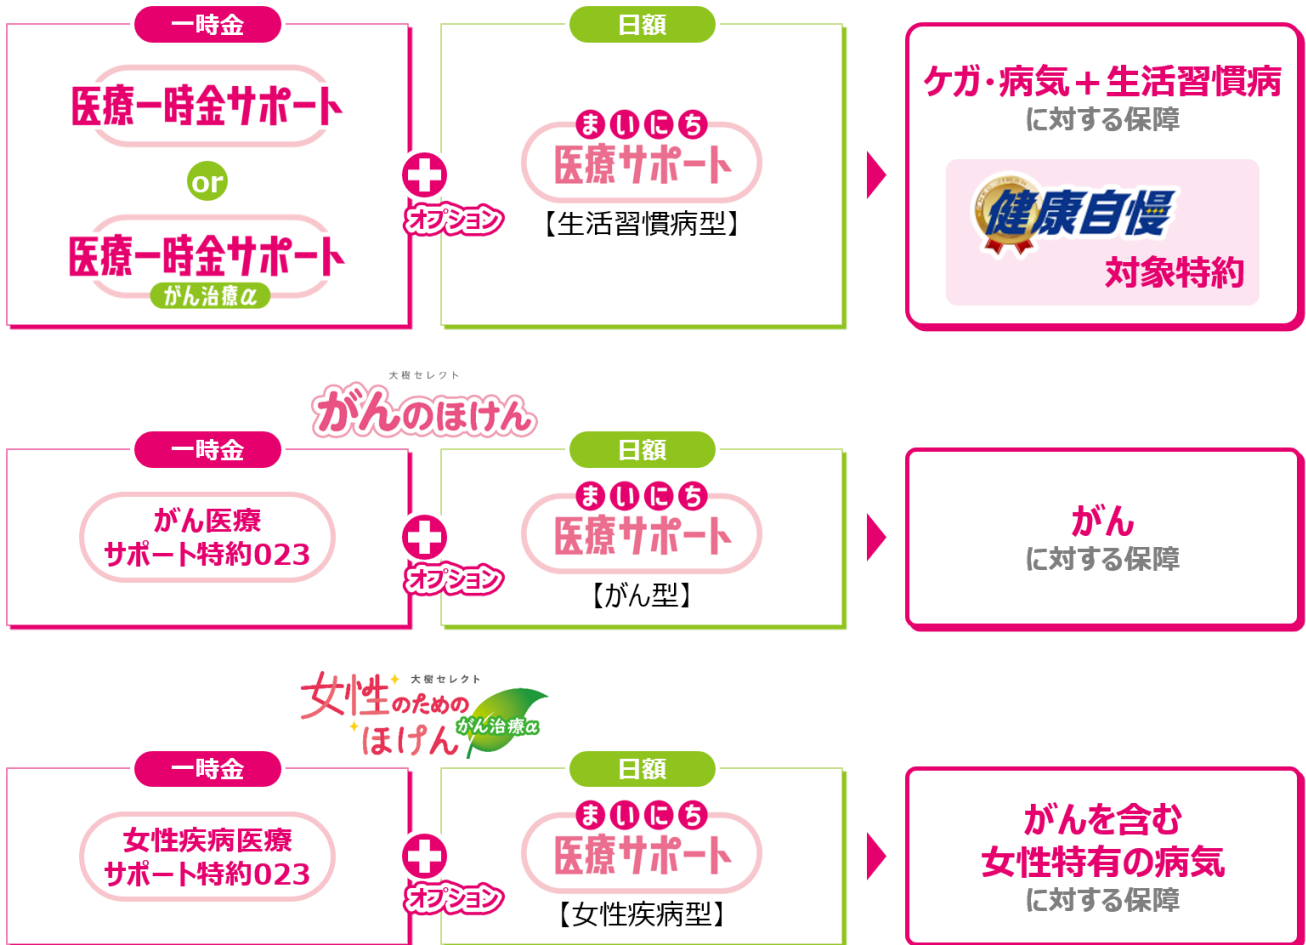 一時金
医療一時金サポート
or
医療一時金サポート
がん治療α
オプション
日額
まいにち
医療サポート
【生活習慣病型】
ケガ・病気＋生活習慣病
に対する保障
健康自慢
対象特約
大樹セレクト
がんのほけん
一時金
がん医療
サポート特約023
オプション
日額
まいにち
医療サポート
【がん型】
がん
に対する保障
大樹セレクト
女性のための
ほけん
がん治療α
一時金
女性疾病医療
サポート特約023
オプション
日額
まいにち
医療サポート
【女性疾病型】
がんを含む
女性特有の病気
に対する保障